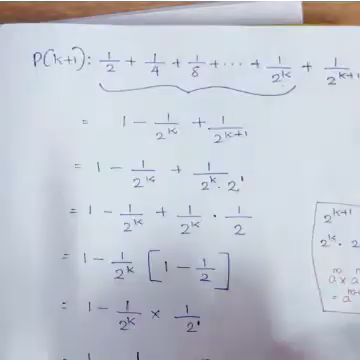 P(k+1): 1/2 + 1/4 + 1/8 + ... + 1/2^k + 1/2^(k+1)
= 1 - 1/2^k + 1/2^(k+1)
= 1 - 1/2^k + 1/(2^k · 2^1)
= 1 - 1/2^k + 1/2^k · 1/2
= 1 - 1/2^k [1 - 1/2]
= 1 - 1/2^k × 1/2^1
2^(k+1)
2^k · 2
a^m × a
= a^m